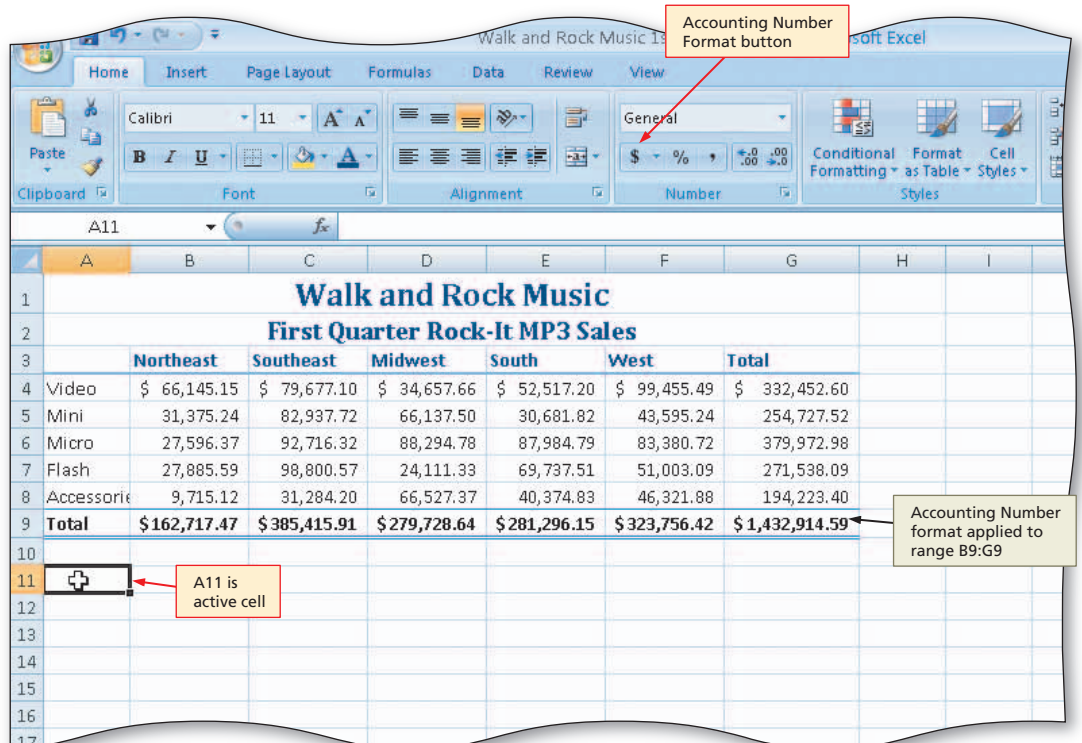 Accounting Number
Format button
Walk and Rock Music 1s
soft Excel
Home Insert Page Layout Formulas Data Review View
Calibri 11 A A General
Paste B I U A $ % , .0 .00 .00 .0 Conditional Formatting Format as Table Cell Styles
Clipboard Font Alignment Number Styles
A11 fx
A B C D E F G H I
1 Walk and Rock Music
2 First Quarter Rock-It MP3 Sales
3 Northeast Southeast Midwest South West Total
4 Video $ 66,145.15 $ 79,677.10 $ 34,657.66 $ 52,517.20 $ 99,455.49 $ 332,452.60
5 Mini 31,375.24 82,937.72 66,137.50 30,681.82 43,595.24 254,727.52
6 Micro 27,596.37 92,716.32 88,294.78 87,984.79 83,380.72 379,972.98
7 Flash 27,885.59 98,800.57 24,111.33 69,737.51 51,003.09 271,538.09
8 Accessorie 9,715.12 31,284.20 66,527.37 40,374.83 46,321.88 194,223.40
9 Total $162,717.47 $385,415.91 $279,728.64 $281,296.15 $323,756.42 $1,432,914.59
Accounting Number
format applied to
range B9:G9
10
11
A11 is
active cell
12
13
14
15
16
17